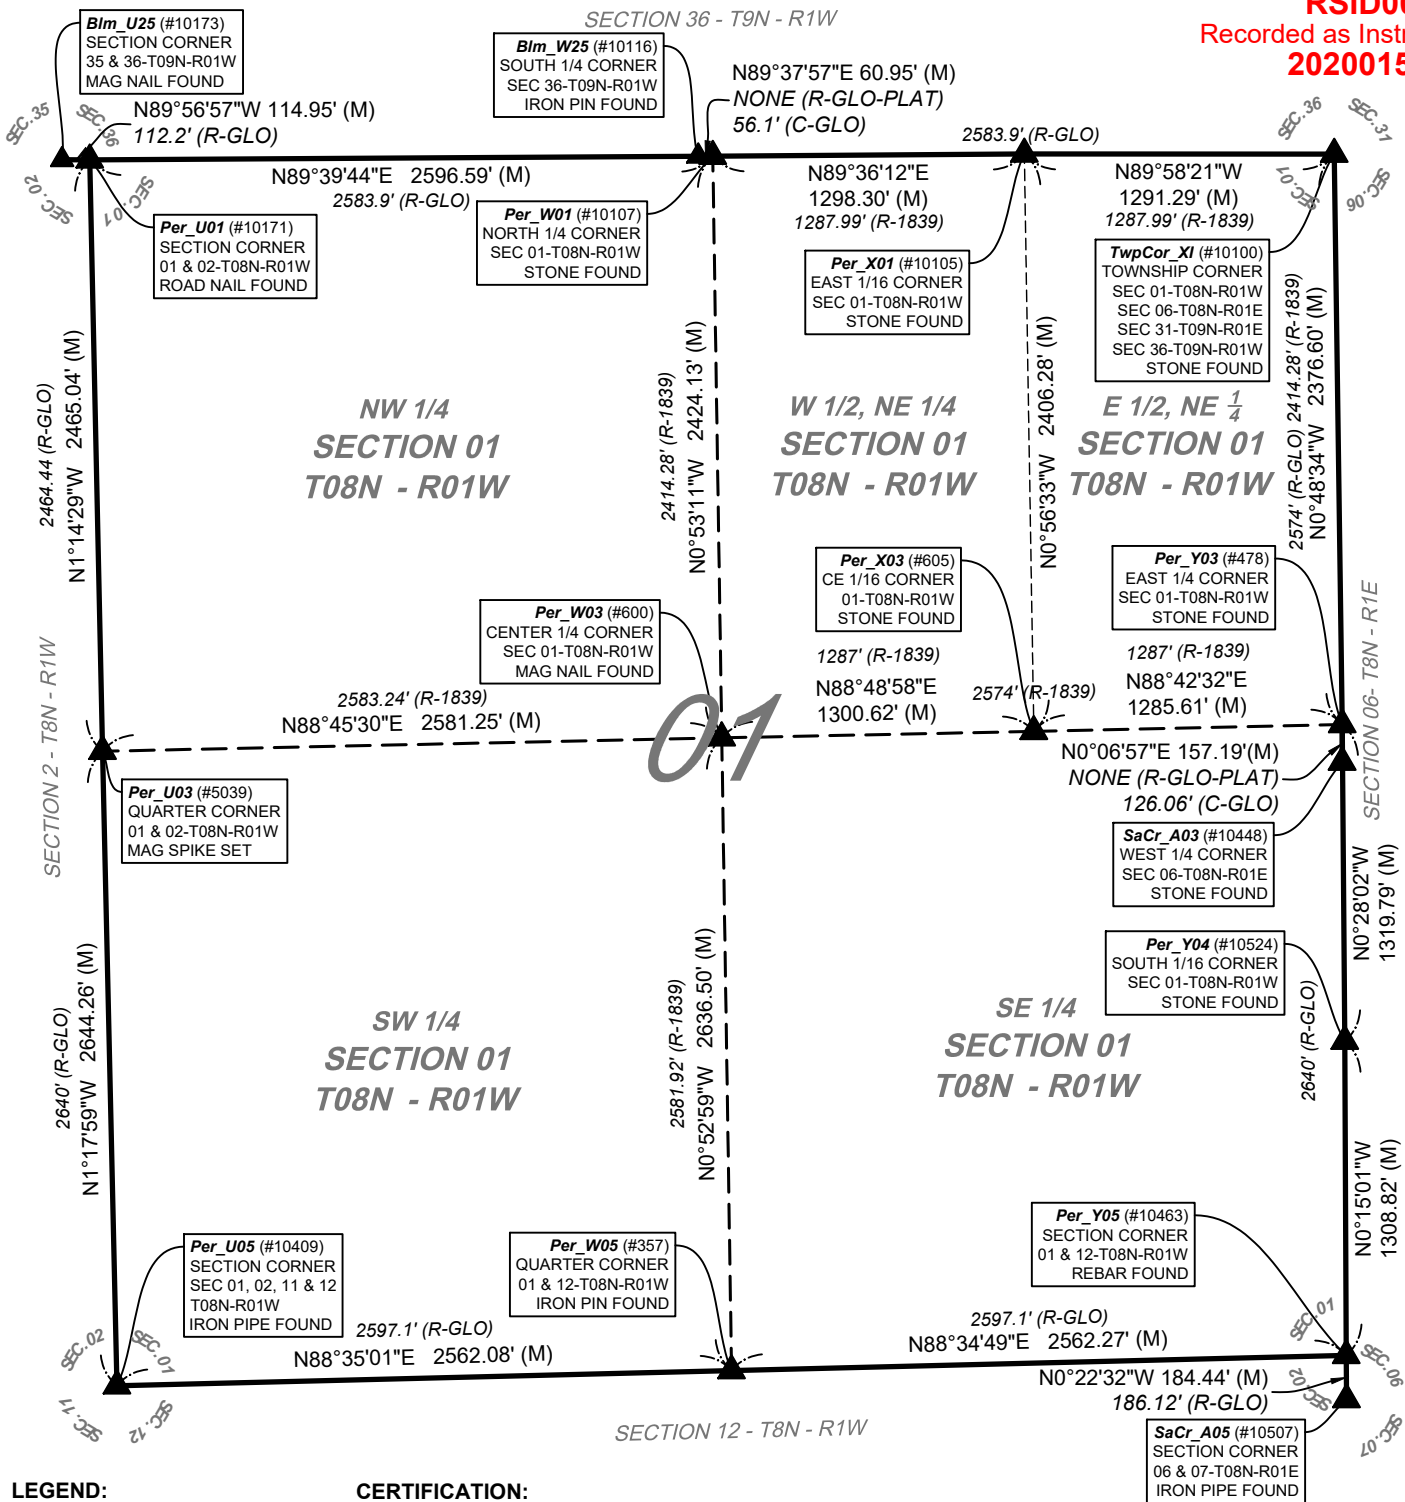 SECTION 36 - T9N - R1W
Recorded as
Blm_U25 (#10173)
SECTION CORNER
35 & 36-T09N-R01W
MAG NAIL FOUND
Blm_W25 (#10116)
SOUTH 1/4 CORNER
SEC 36-T09N-R01W
IRON PIN FOUND
N89°56'57"W 114.95' (M)
112.2' (R-GLO)
N89°37'57"E 60.95' (M)
NONE (R-GLO-PLAT)
56.1' (C-GLO)
2583.9' (R-GLO)
SEC.35
SEC.36
SEC.02
SEC.01
SEC.36
SEC.31
SEC.01
SEC.06
N89°39'44"E 2596.59' (M)
2583.9' (R-GLO)
N89°36'12"E
1298.30' (M)
1287.99' (R-1839)
N89°58'21"W
1291.29' (M)
1287.99' (R-1839)
Per_U01 (#10171)
SECTION CORNER
01 & 02-T08N-R01W
ROAD NAIL FOUND
Per_W01 (#10107)
NORTH 1/4 CORNER
SEC 01-T08N-R01W
STONE FOUND
Per_X01 (#10105)
EAST 1/16 CORNER
SEC 01-T08N-R01W
STONE FOUND
TwpCor_XI (#10100)
TOWNSHIP CORNER
SEC 01-T08N-R01W
SEC 06-T08N-R01E
SEC 31-T09N-R01E
SEC 36-T09N-R01W
STONE FOUND
2464.44 (R-GLO)
N1°14'29"W 2465.04' (M)
2414.28' (R-1839)
N0°53'11"W 2424.13' (M)
N0°56'33"W 2406.28' (M)
2574' (R-GLO) 2414.28' (R-1839)
N0°48'34"W 2376.60' (M)
NW 1/4
SECTION 01
T08N - R01W
W 1/2, NE 1/4
SECTION 01
T08N - R01W
E 1/2, NE 1/4
SECTION 01
T08N - R01W
Per_X03 (#605)
CE 1/16 CORNER
01-T08N-R01W
STONE FOUND
Per_Y03 (#478)
EAST 1/4 CORNER
SEC 01-T08N-R01W
STONE FOUND
Per_W03 (#600)
CENTER 1/4 CORNER
SEC 01-T08N-R01W
MAG NAIL FOUND
SECTION 2 - T8N - R1W
SECTION 06- T8N - R1E
2583.24' (R-1839)
N88°45'30"E 2581.25' (M)
1287' (R-1839)
N88°48'58"E
1300.62' (M)
2574' (R-1839)
1287' (R-1839)
N88°42'32"E
1285.61' (M)
01
N0°06'57"E 157.19'(M)
NONE (R-GLO-PLAT)
126.06' (C-GLO)
Per_U03 (#5039)
QUARTER CORNER
01 & 02-T08N-R01W
MAG SPIKE SET
SaCr_A03 (#10448)
WEST 1/4 CORNER
SEC 06-T08N-R01E
STONE FOUND
N0°28'02"W
1319.79' (M)
Per_Y04 (#10524)
SOUTH 1/16 CORNER
SEC 01-T08N-R01W
STONE FOUND
2640' (R-GLO)
N1°17'59"W 2644.26' (M)
2581.92' (R-1839)
N0°52'59"W 2636.50' (M)
2640' (R-GLO)
SW 1/4
SECTION 01
T08N - R01W
SE 1/4
SECTION 01
T08N - R01W
N0°15'01"W
1308.82' (M)
Per_U05 (#10409)
SECTION CORNER
SEC 01, 02, 11 & 12
T08N-R01W
IRON PIPE FOUND
Per_W05 (#357)
QUARTER CORNER
01 & 12-T08N-R01W
IRON PIN FOUND
Per_Y05 (#10463)
SECTION CORNER
01 & 12-T08N-R01W
REBAR FOUND
2597.1' (R-GLO)
N88°35'01"E 2562.08' (M)
2597.1' (R-GLO)
N88°34'49"E 2562.27' (M)
SEC.02
SEC.01
SEC.11
SEC.12
SEC.01
SEC.06
SEC.02
SEC.07
N0°22'32"W 184.44' (M)
186.12' (R-GLO)
SaCr_A05 (#10507)
SECTION CORNER
06 & 07-T08N-R01E
IRON PIPE FOUND
SECTION 12 - T8N - R1W
LEGEND:
CERTIFICATION: